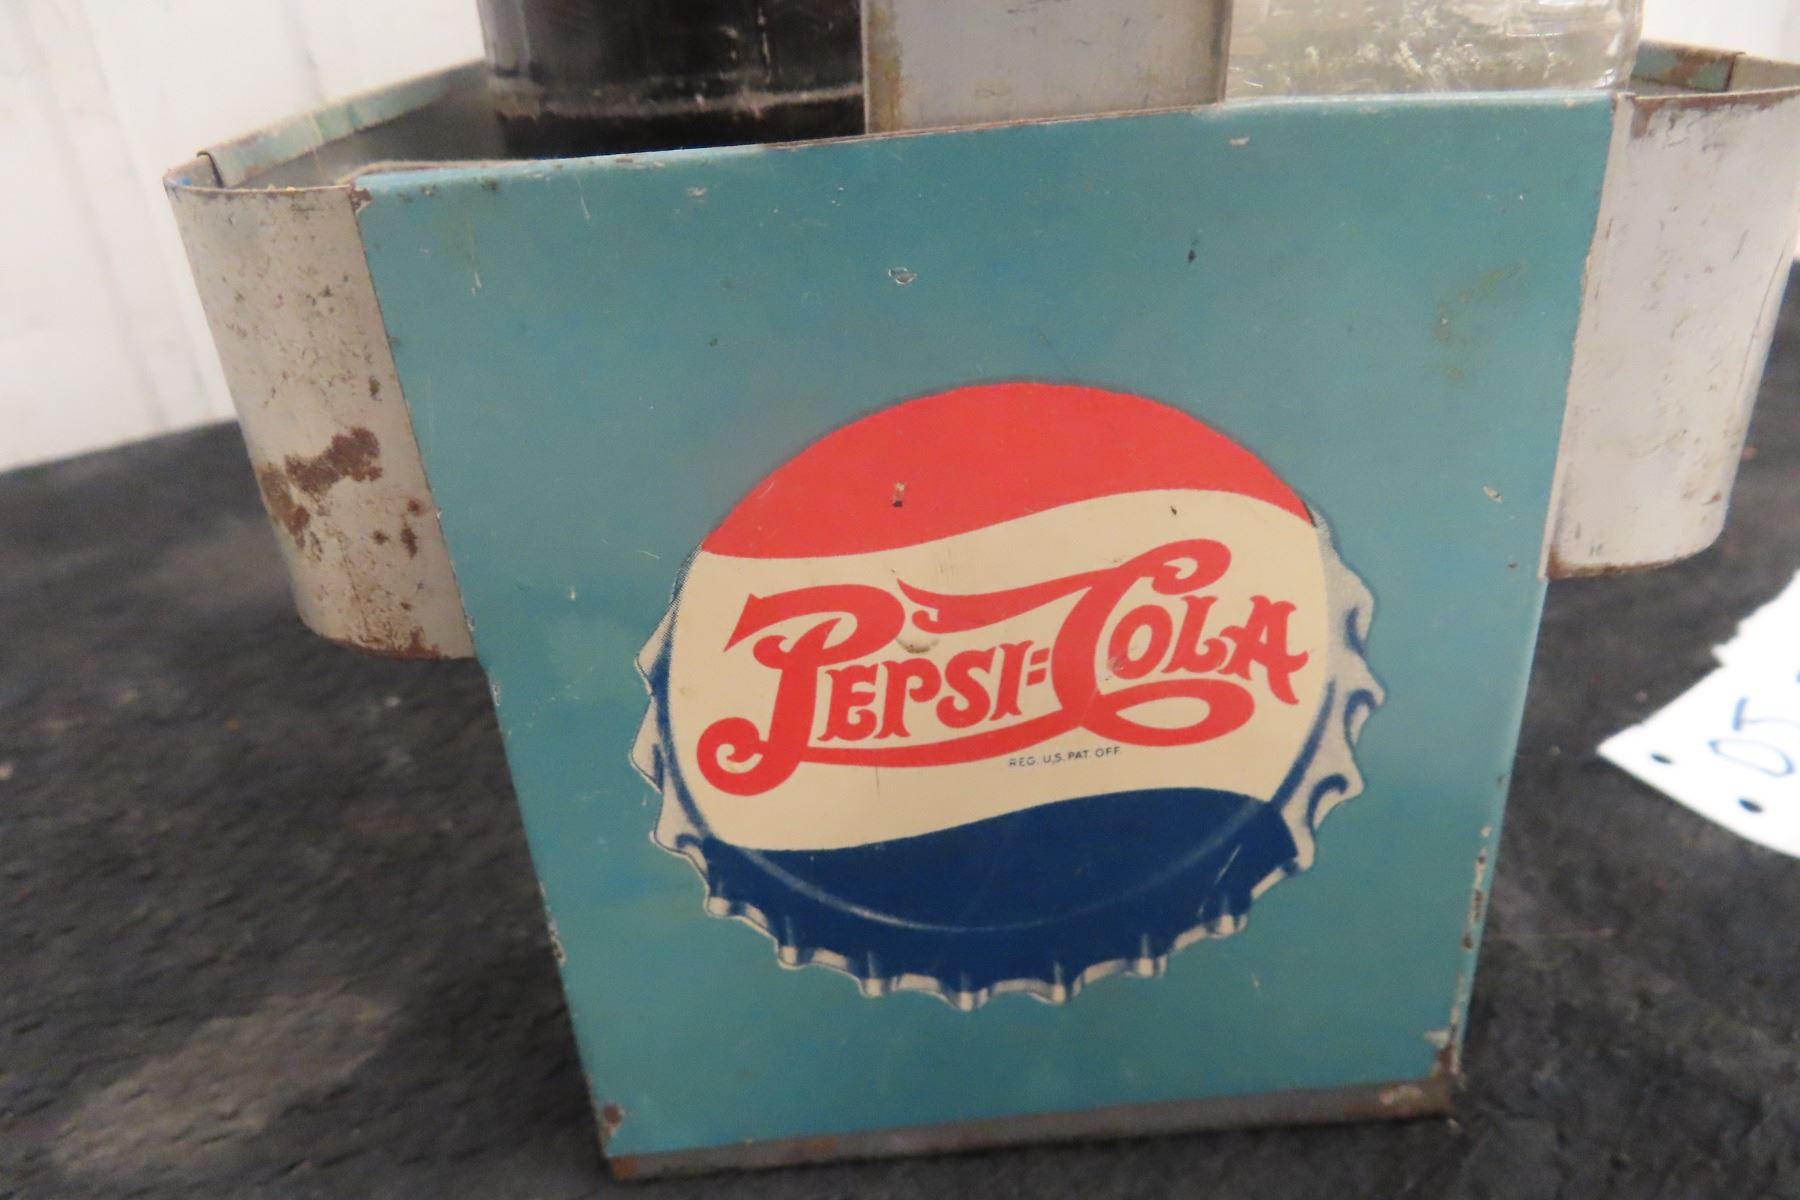 PEPSI=COLA
REG. U.S. PAT. OFF.